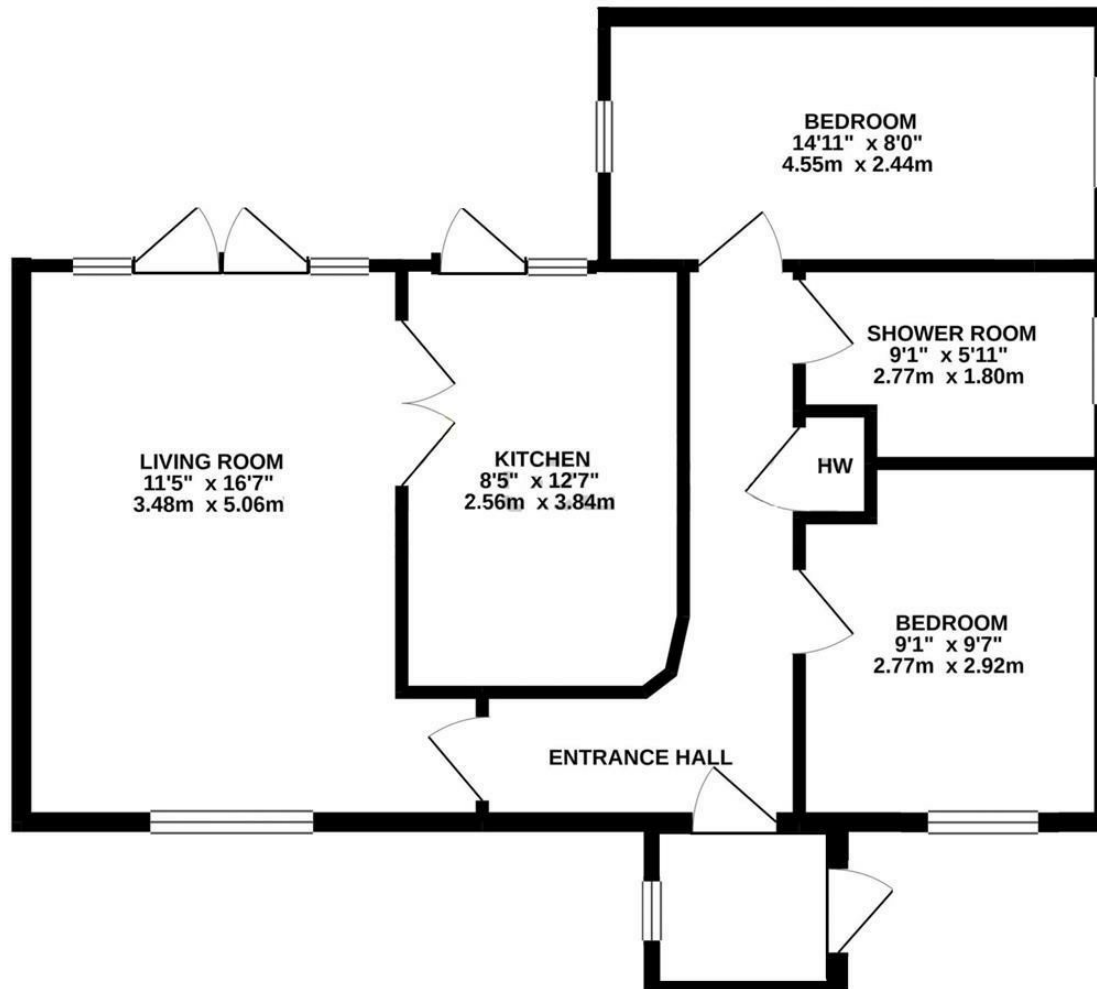 BEDROOM
14'11" x 8'0"
4.55m x 2.44m
SHOWER ROOM
9'1" x 5'11"
2.77m x 1.80m
LIVING ROOM
11'5" x 16'7"
3.48m x 5.06m
KITCHEN
8'5" x 12'7"
2.56m x 3.84m
HW
BEDROOM
9'1" x 9'7"
2.77m x 2.92m
ENTRANCE HALL